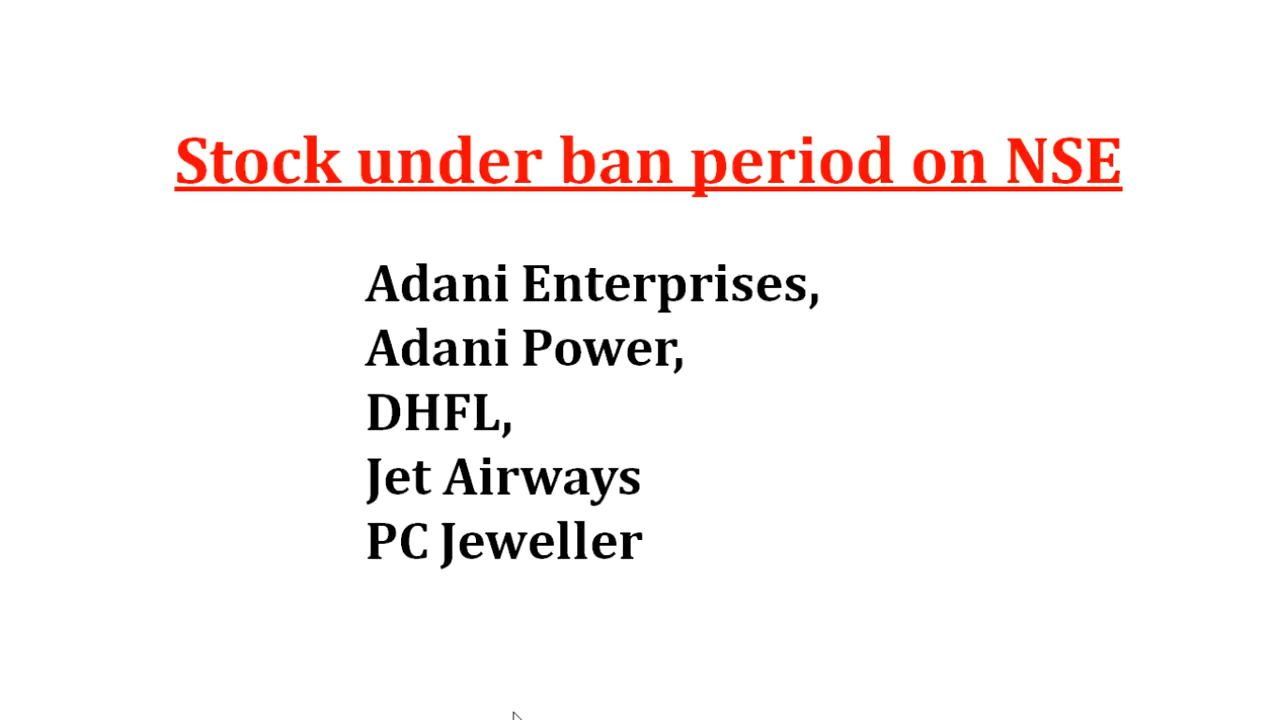 Stock under ban period on NSE
Adani Enterprises,
Adani Power,
DHFL,
Jet Airways
PC Jeweller